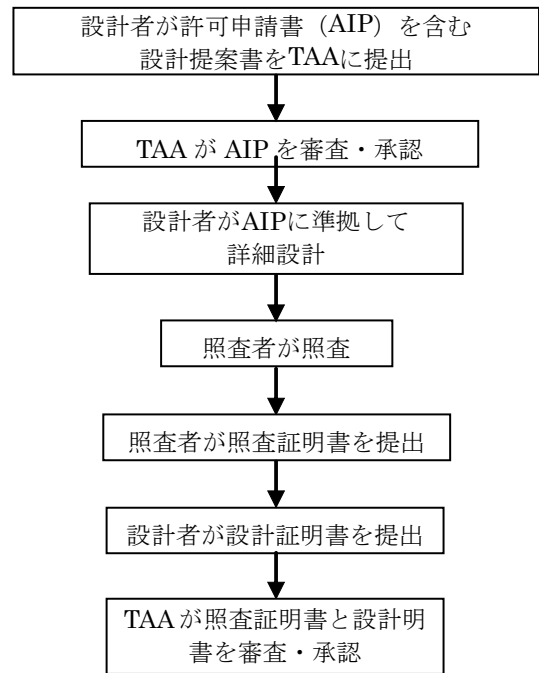 設計者が許可申請書（AIP）を含む
設計提案書をTAAに提出
TAA が AIP を審査・承認
設計者がAIPに準拠して
詳細設計
照査者が照査
照査者が照査証明書を提出
設計者が設計証明書を提出
TAA が照査証明書と設計明
書を審査・承認